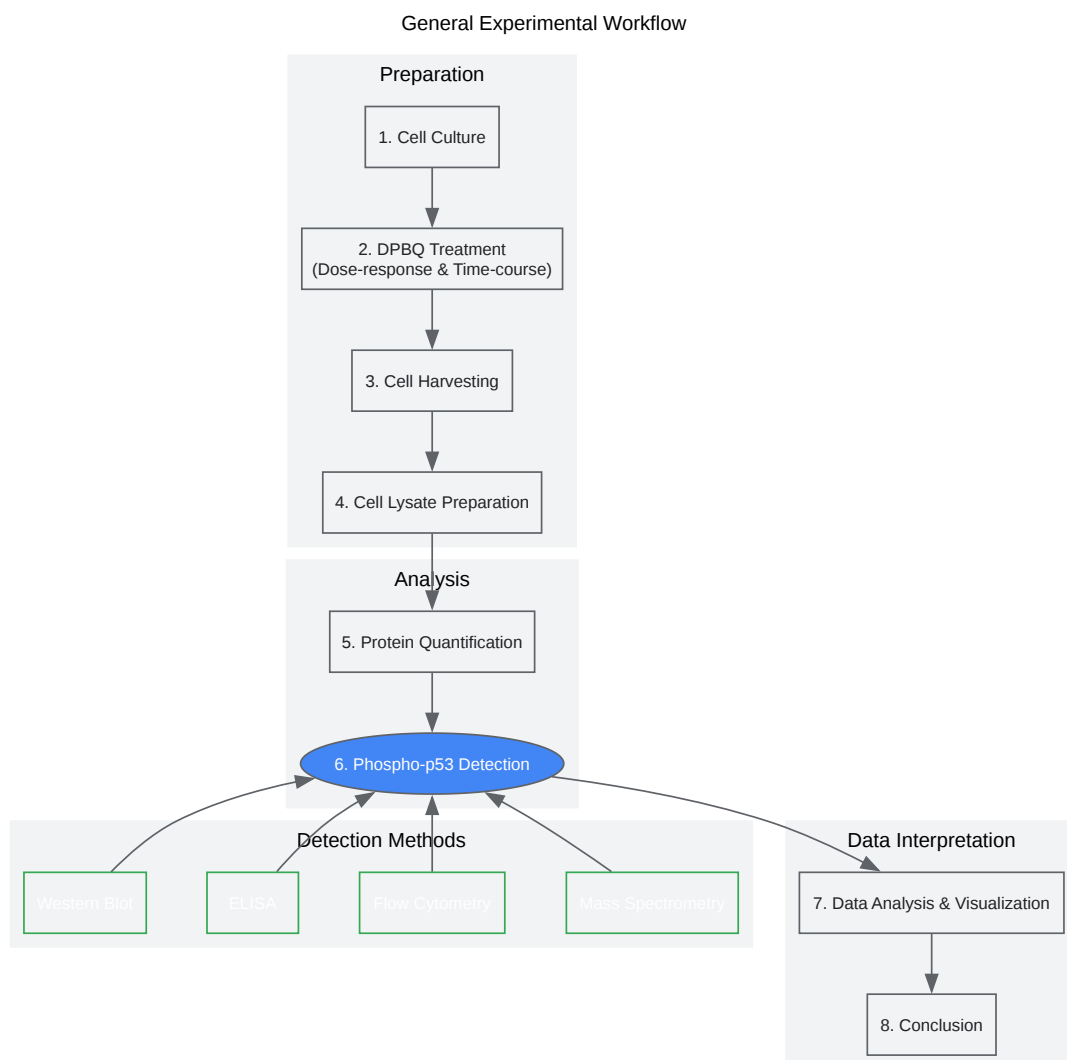 General Experimental Workflow
Preparation
1. Cell Culture
2. DPBQ Treatment
(Dose-response & Time-course)
3. Cell Harvesting
4. Cell Lysate Preparation
Analysis
5. Protein Quantification
6. Phospho-p53 Detection
Detection Methods
Western Blot
ELISA
Flow Cytometry
Mass Spectrometry
Data Interpretation
7. Data Analysis & Visualization
8. Conclusion